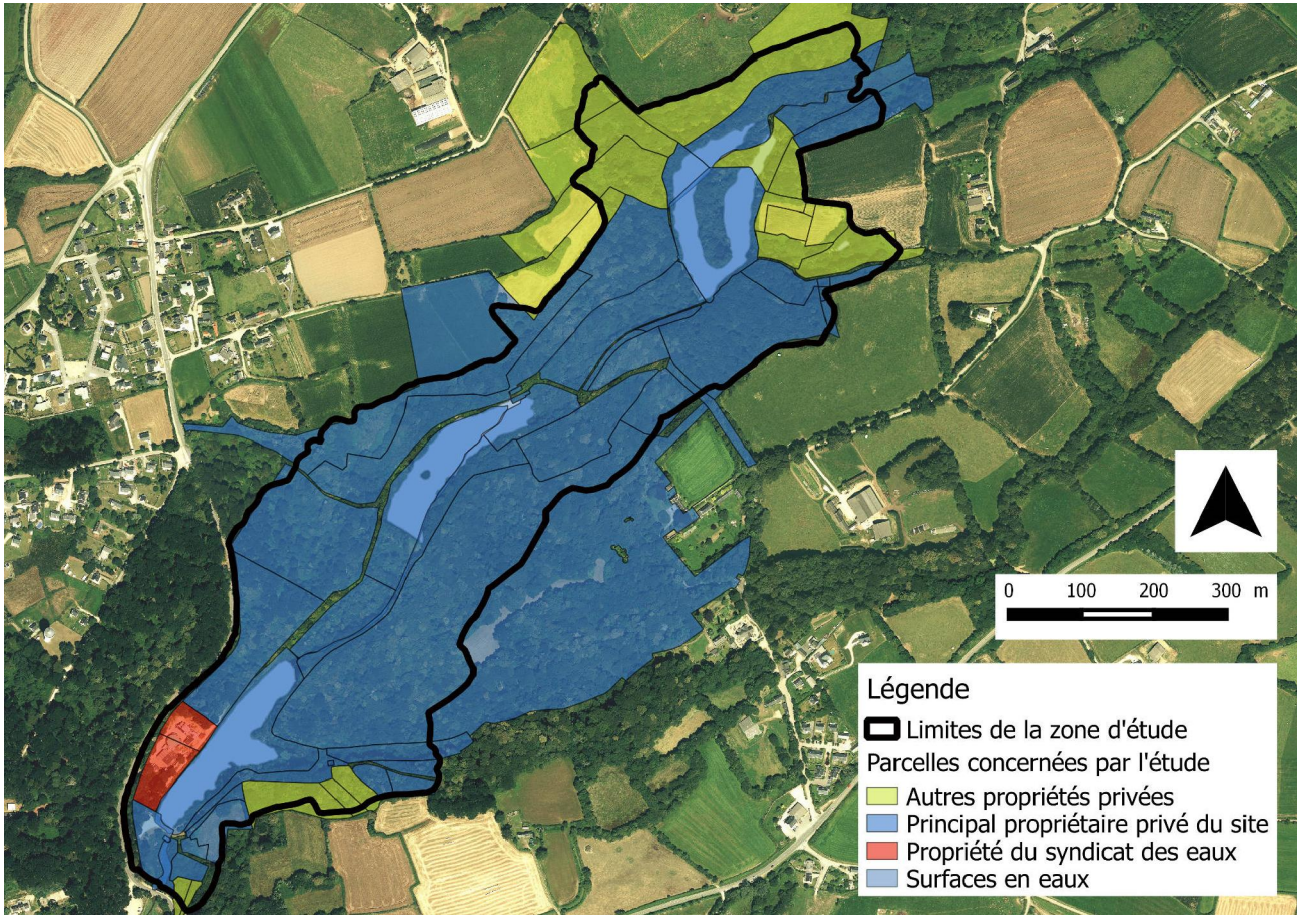 0 100 200 300 m
Légende
Limites de la zone d'étude
Parcelles concernées par l'étude
Autres propriétés privées
Principal propriétaire privé du site
Propriété du syndicat des eaux
Surfaces en eaux